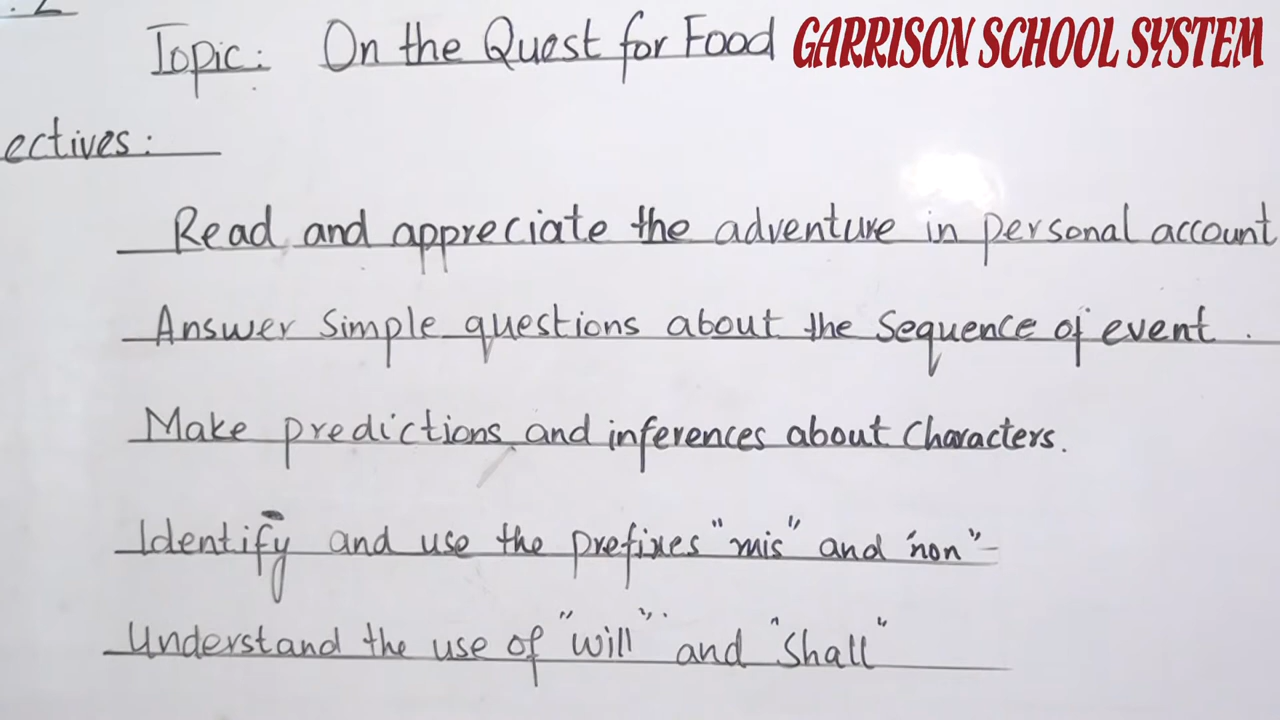 . 2
Topic: On the Quest for Food GARRISON SCHOOL SYSTEM
ectives:
Read and appreciate the adventure in personal account
Answer Simple questions about the Sequence of event.
Make predictions and inferences about Characters.
Identify and use the prefixes "mis" and "non"
Understand the use of "will". and "Shall"